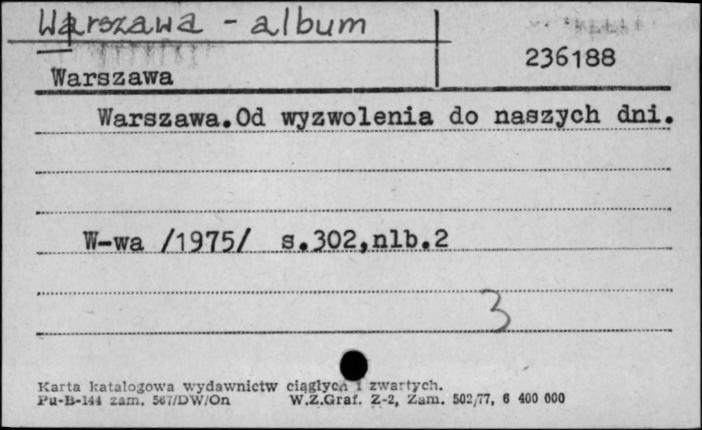 Warszawa - album
236188
Warszawa
Warszawa.Od wyzwolenia do naszych dni.
W-wa /1975/ s.302,nlb.2
3
Karta katalogowa wydawnictw ciągłych i zwartych.
Pu-B-144 zam. 567/DW/On W.Z.Graf. Z-2, Zam. 502/77, 6 400 000